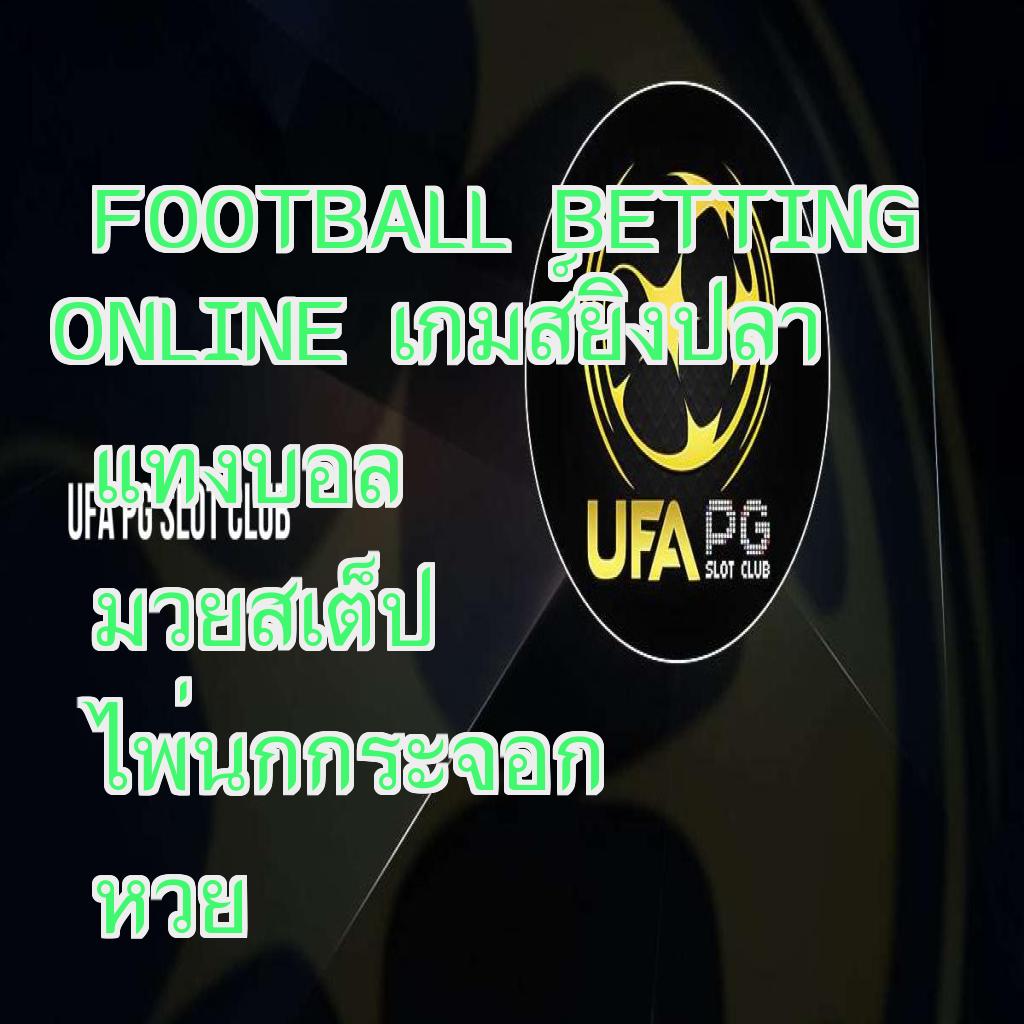 FOOTBALL BETTING
ONLINE เกมส์ยิงปลา
แทงบอล
UFA PG SLOT CLUB
มวยสเต็ป
ไพ่นกกระจอก
หวย
UFA PG
SLOT CLUB